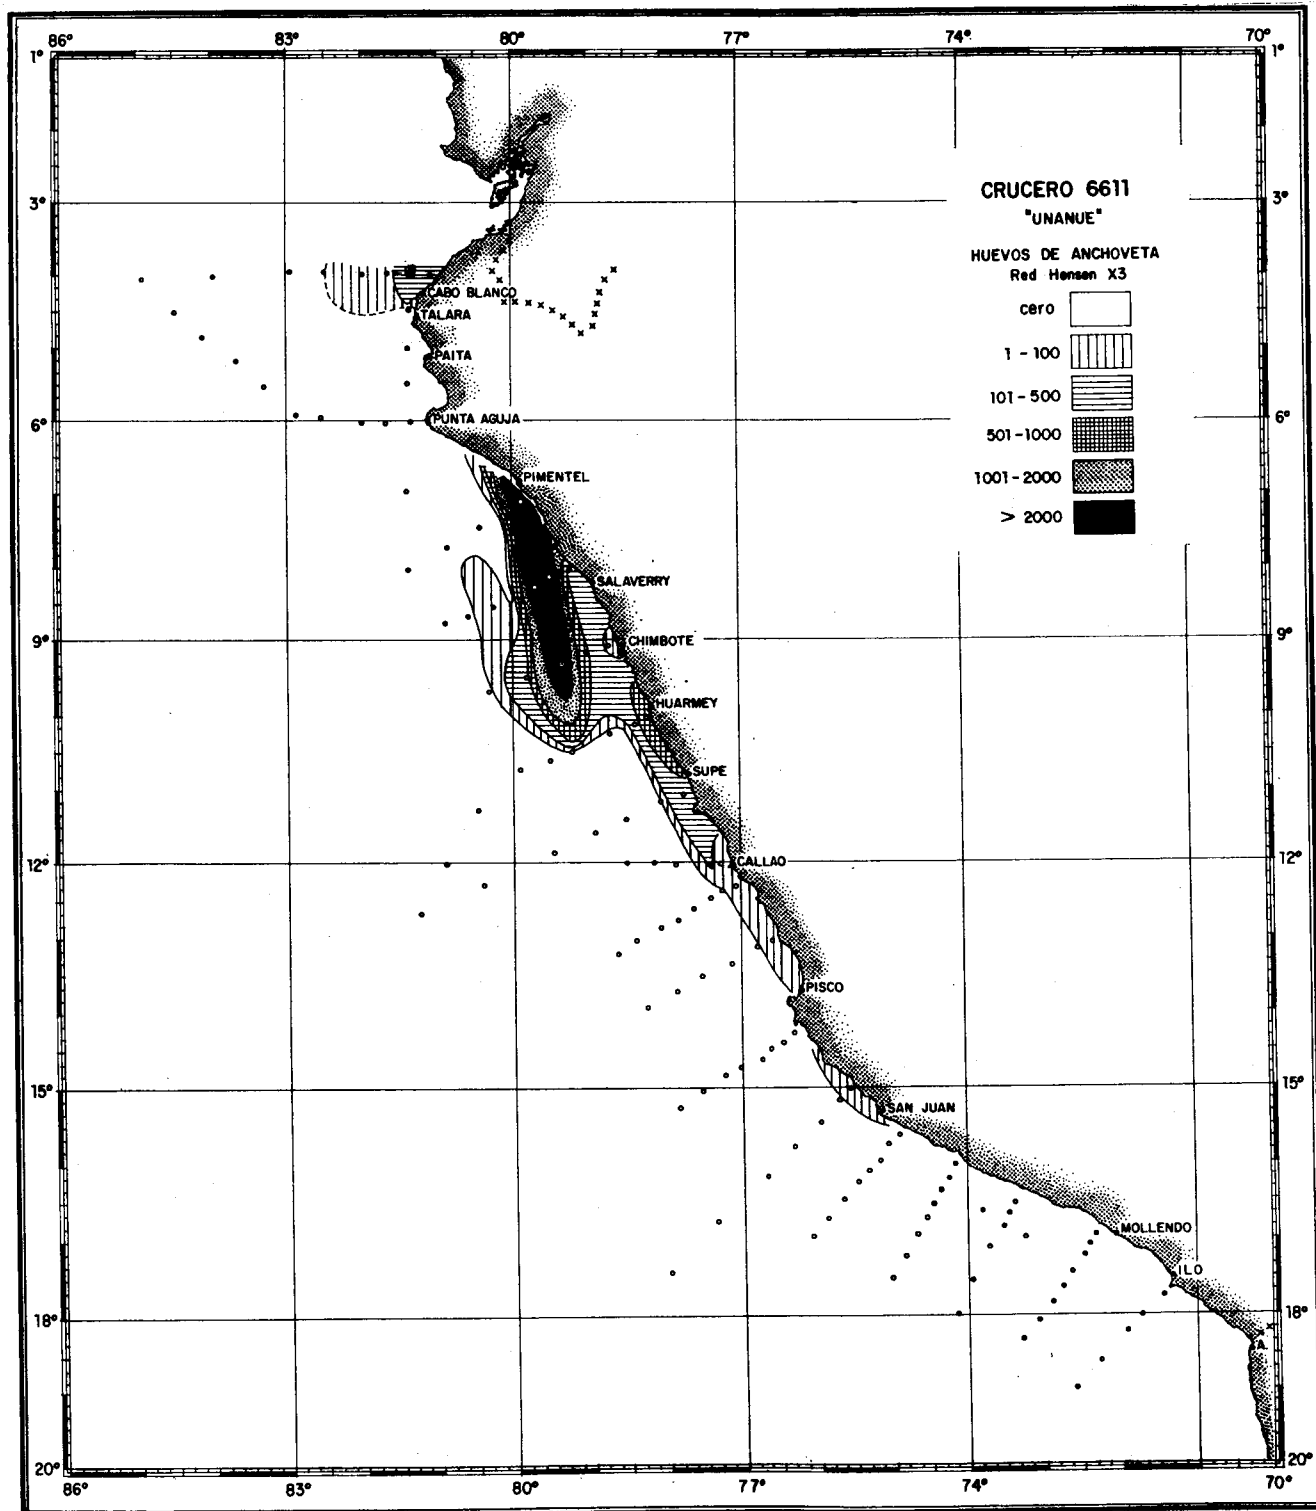 86° 83° 80° 77° 74° 70°
1° 1°
3° 3°
CRUCERO 6611
"UNANUE"
HUEVOS DE ANCHOVETA
Red Hensen X3
cero
1 - 100
101 - 500
501 - 1000
1001 - 2000
> 2000
CABO BLANCO
TALARA
PAITA
PUNTA AGUJA
6° 6°
PIMENTEL
SALAVERRY
9° CHIMBOTE 9°
HUARMEY
SUPE
12° CALLAO 12°
PISCO
15° 15°
SAN JUAN
MOLLENDO
ILO
18° 18°
A.
20° 20°
86° 83° 80° 77° 74° 70°